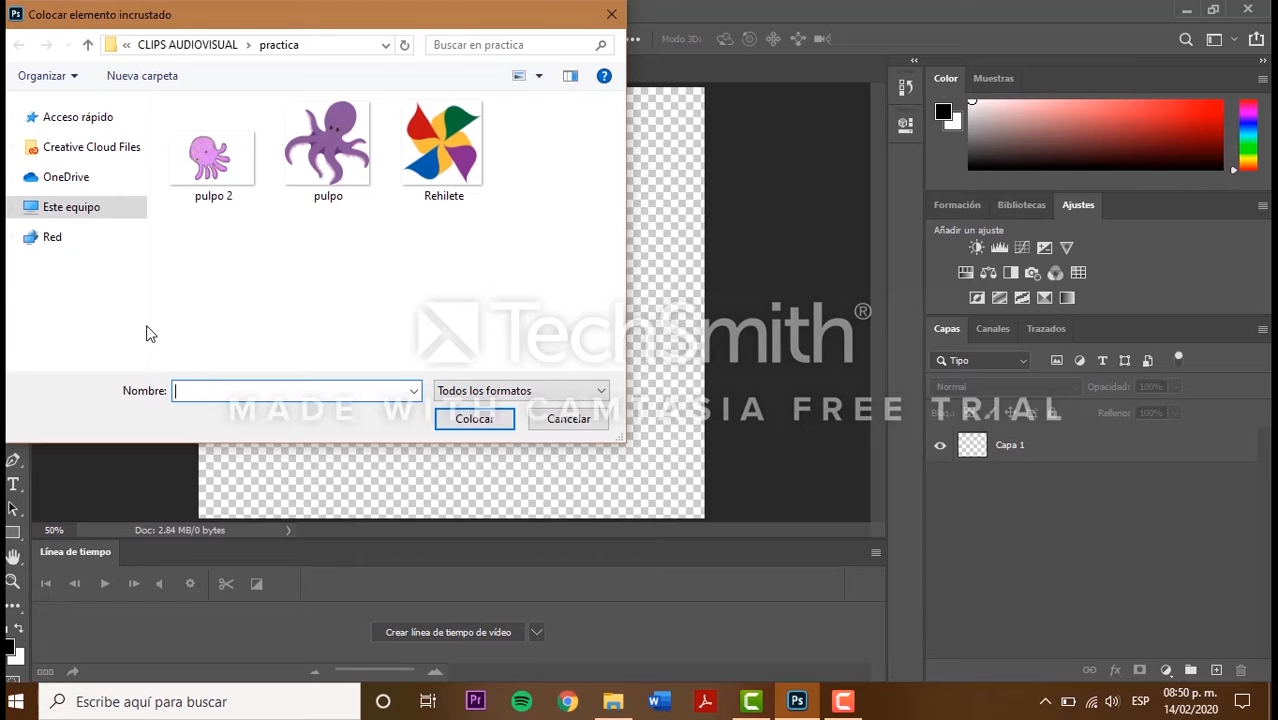 Ps Colocar elemento incrustado
« CLIPS AUDIOVISUAL › practica
Buscar en practica
Organizar
Nueva carpeta
?
Acceso rápido
Creative Cloud Files
OneDrive
Este equipo
Red
pulpo 2
pulpo
Rehilete
Nombre:
Todos los formatos
Colocar
Cancelar
Modo 3D:
Color
Muestras
Formación
Bibliotecas
Ajustes
Añadir un ajuste
Capas
Canales
Trazados
Tipo
Normal
Opacidad: 100%
Relleno: 100%
Capa 1
fx
TechSmith®
MADE WITH CAMTASIA FREE TRIAL
T
50%
Doc: 2.84 MB/0 bytes
Línea de tiempo
Crear línea de tiempo de vídeo
Escribe aquí para buscar
Pr
W
Ps
ESP
08:50 p. m.
14/02/2020